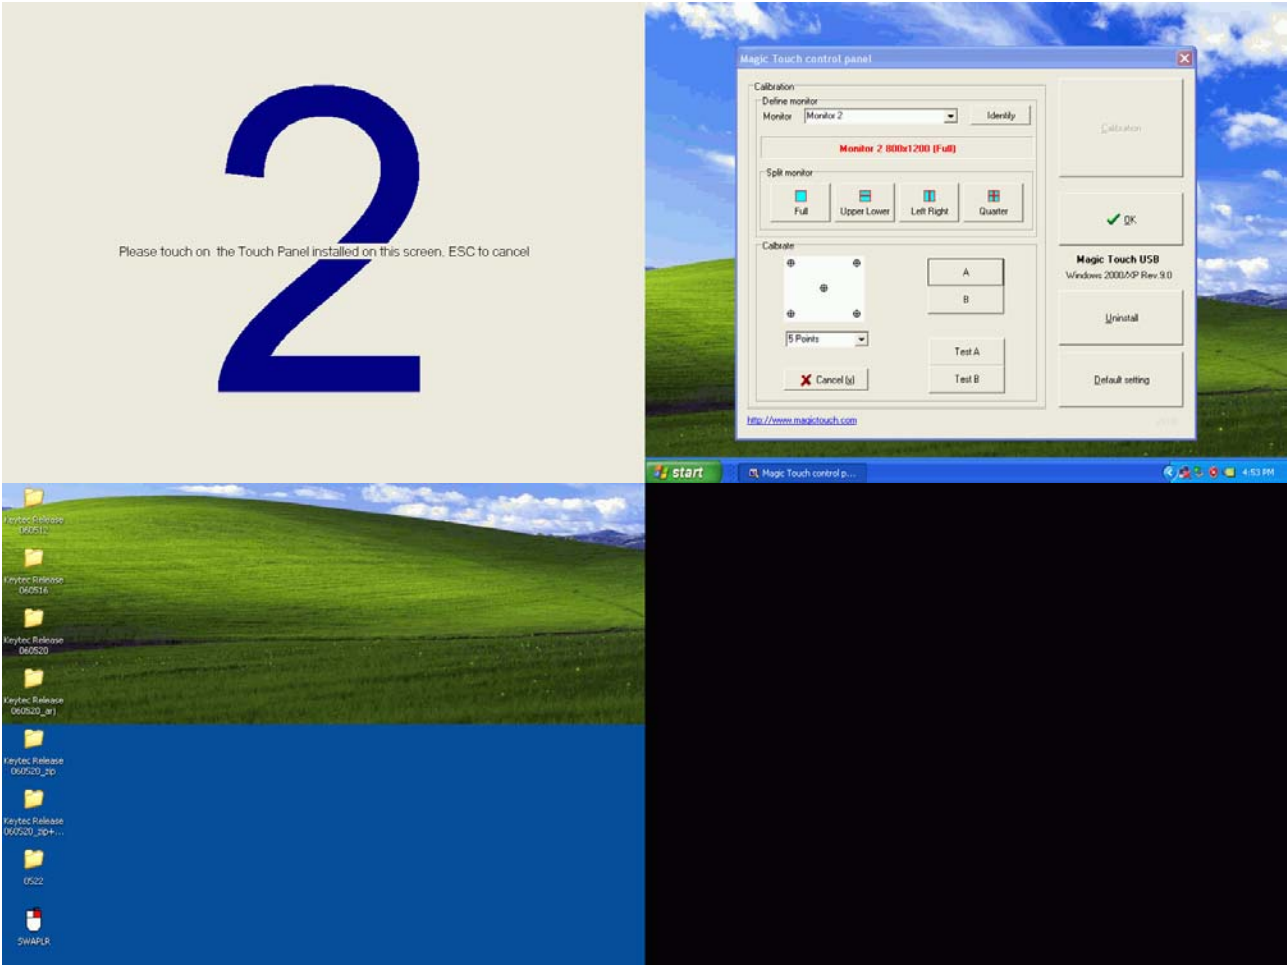 2
Please touch on the Touch Panel installed on this screen. ESC to cancel
Magic Touch control panel
Calibration
Define monitor
Monitor
Monitor 2
Identify
Monitor 2 800x1200 (Full)
Split monitor
Full
Upper Lower
Left Right
Quarter
Calibrate
5 Points
Cancel (x)
A
B
Test A
Test B
http://www.magictouch.com
Calibration
OK
Magic Touch USB
Windows 2000/XP Rev.9.0
Uninstall
Default setting
start
Magic Touch control p...
4:53 PM
Keytec Release
060512
Keytec Release
060516
Keytec Release
060520
Keytec Release
060520_arj
Keytec Release
060520_zip
Keytec Release
060520_zip+...
0522
SWAPLR